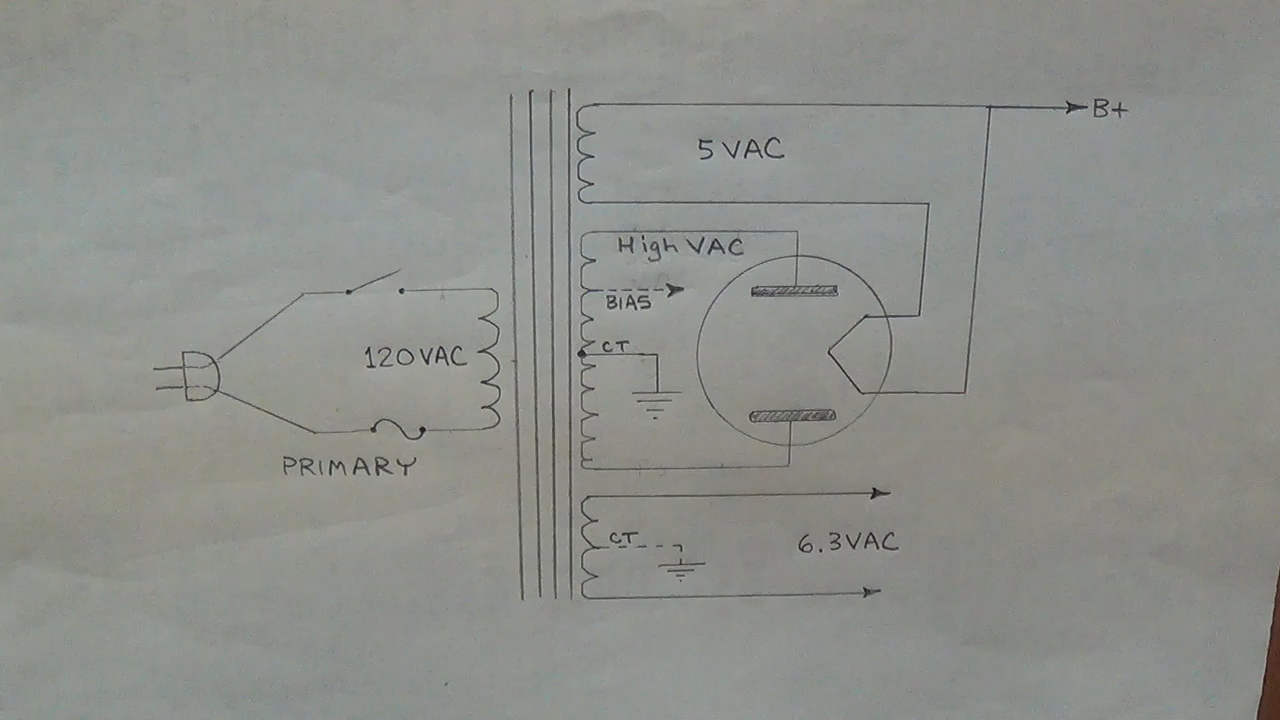 B+
5 VAC
High VAC
BIAS
CT
120VAC
PRIMARY
CT
6.3VAC